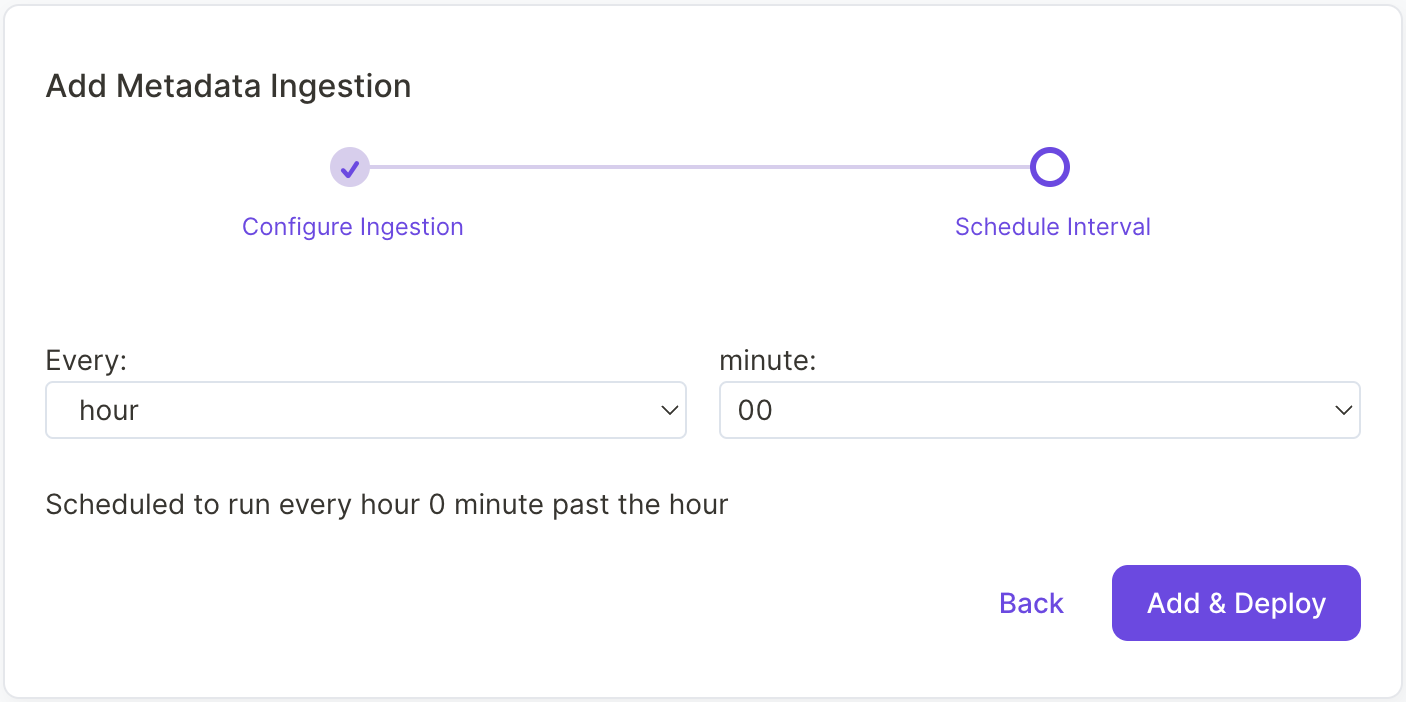 Add Metadata Ingestion
Configure Ingestion
Schedule Interval
Every:
minute:
hour
00
Scheduled to run every hour 0 minute past the hour
Back
Add & Deploy